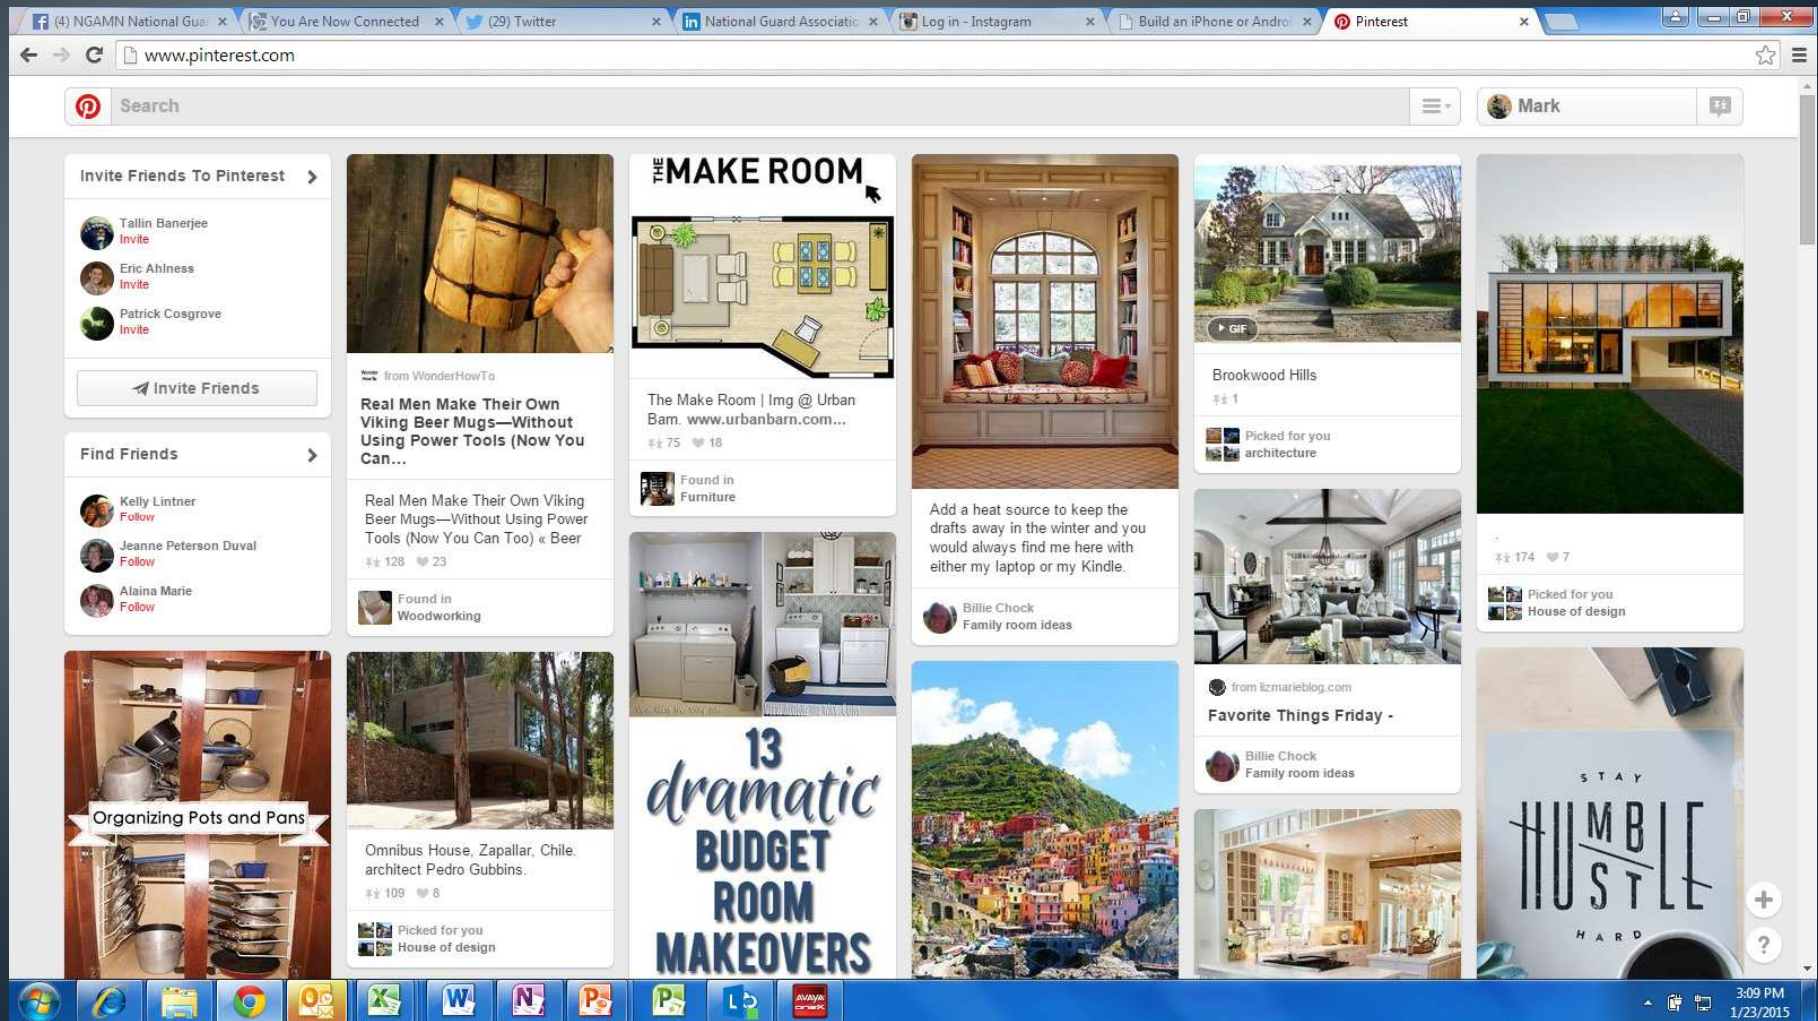 (4) NGAMN National Gua
You Are Now Connected
(29) Twitter
National Guard Associatio
Log in - Instagram
Build an iPhone or Androi
Pinterest
www.pinterest.com
Search
Mark
Invite Friends To Pinterest
Tallin Banerjee
Invite
Eric Ahlness
Invite
Patrick Cosgrove
Invite
Invite Friends
Find Friends
Kelly Lintner
Follow
Jeanne Peterson Duval
Follow
Alaina Marie
Follow
Organizing Pots and Pans
from WonderHowTo
Real Men Make Their Own
Viking Beer Mugs—Without
Using Power Tools (Now You
Can...
Real Men Make Their Own Viking
Beer Mugs—Without Using Power
Tools (Now You Can Too) « Beer
128 23
Found in
Woodworking
Omnibus House, Zapallar, Chile.
architect Pedro Gubbins.
109 8
Picked for you
House of design
THE MAKE ROOM
The Make Room | Img @ Urban
Barn. www.urbanbarn.com...
75 18
Found in
Furniture
13
dramatic
BUDGET
ROOM
MAKEOVERS
Add a heat source to keep the
drafts away in the winter and you
would always find me here with
either my laptop or my Kindle.
Billie Chock
Family room ideas
GIF
Brookwood Hills
1
Picked for you
architecture
from lizmarieblog.com
Favorite Things Friday -
Billie Chock
Family room ideas
.
174 7
Picked for you
House of design
STAY
HUMBLE
HUSTLE
HARD
+
?
AVAYA
one-X
3:09 PM
1/23/2015